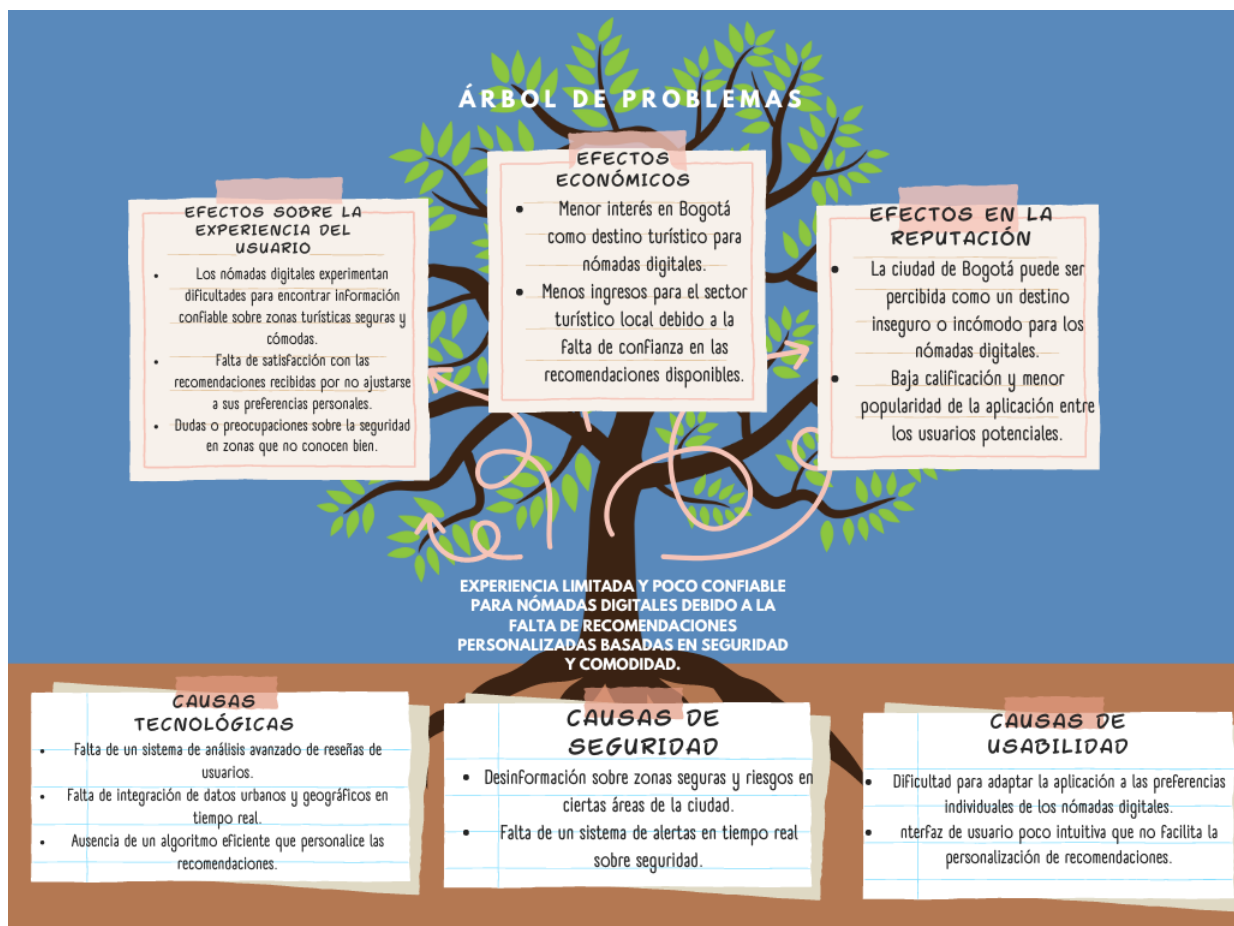 ÁRBOL DE PROBLEMAS
EFECTOS SOBRE LA
EXPERIENCIA DEL
USUARIO
• Los nómadas digitales experimentan
dificultades para encontrar información
confiable sobre zonas turísticas seguras y
cómodas.
• Falta de satisfacción con las
recomendaciones recibidas por no ajustarse
a sus preferencias personales.
• Dudas o preocupaciones sobre la seguridad
en zonas que no conocen bien.
EFECTOS
ECONÓMICOS
• Menor interés en Bogotá
como destino turístico para
nómadas digitales.
• Menos ingresos para el sector
turístico local debido a la
falta de confianza en las
recomendaciones disponibles.
EFECTOS EN LA
REPUTACIÓN
• La ciudad de Bogotá puede ser
percibida como un destino
inseguro o incómodo para los
nómadas digitales.
• Baja calificación y menor
popularidad de la aplicación entre
los usuarios potenciales.
EXPERIENCIA LIMITADA Y POCO CONFIABLE
PARA NÓMADAS DIGITALES DEBIDO A LA
FALTA DE RECOMENDACIONES
PERSONALIZADAS BASADAS EN SEGURIDAD
Y COMODIDAD.
CAUSAS
TECNOLÓGICAS
• Falta de un sistema de análisis avanzado de reseñas de
usuarios.
• Falta de integración de datos urbanos y geográficos en
tiempo real.
• Ausencia de un algoritmo eficiente que personalice las
recomendaciones.
CAUSAS DE
SEGURIDAD
• Desinformación sobre zonas seguras y riesgos en
ciertas áreas de la ciudad.
• Falta de un sistema de alertas en tiempo real
sobre seguridad.
CAUSAS DE
USABILIDAD
• Dificultad para adaptar la aplicación a las preferencias
individuales de los nómadas digitales.
• nterfaz de usuario poco intuitiva que no facilita la
personalización de recomendaciones.